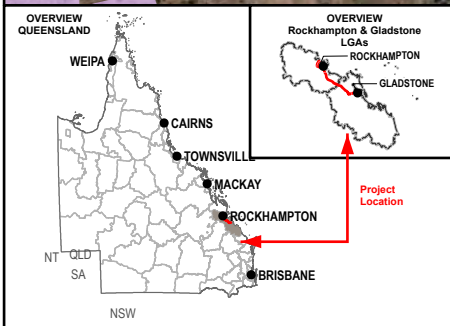 OVERVIEW
QUEENSLAND
WEIPA
CAIRNS
TOWNSVILLE
MACKAY
ROCKHAMPTON
BRISBANE
NT
QLD
SA
NSW
OVERVIEW
Rockhampton & Gladstone
LGAs
ROCKHAMPTON
GLADSTONE
Project
Location